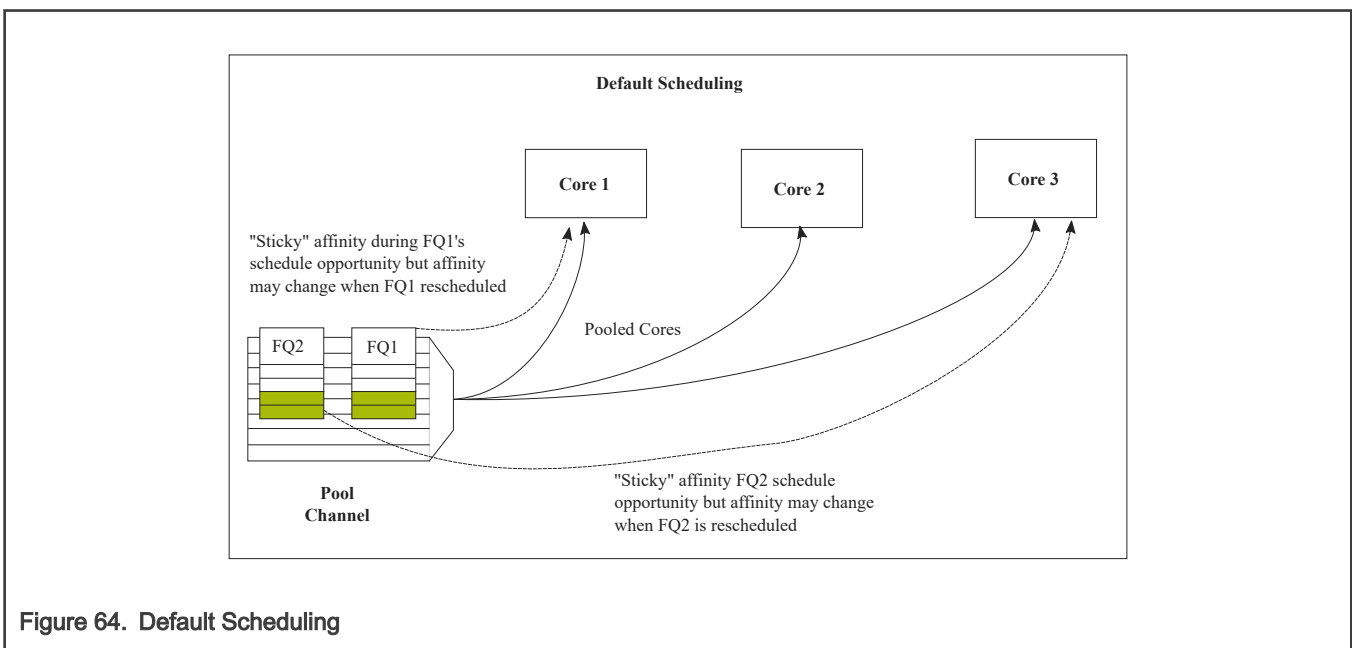 Default Scheduling
Core 1
Core 2
Core 3
"Sticky" affinity during FQ1's
schedule opportunity but affinity
may change when FQ1 rescheduled
Pooled Cores
FQ2
FQ1
"Sticky" affinity FQ2 schedule
opportunity but affinity may change
when FQ2 is rescheduled
Pool
Channel
Figure 64. Default Scheduling